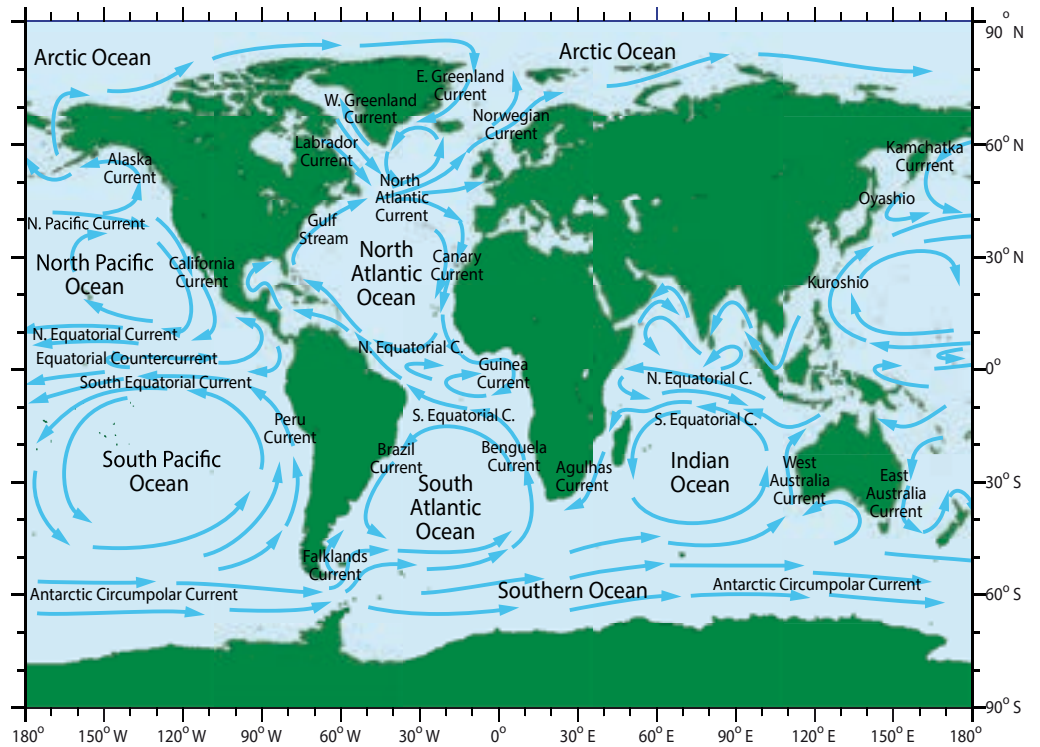 90° N
Arctic Ocean
Arctic Ocean
E. Greenland
Current
W. Greenland
Current
Norwegian
Current
Labrador
Current
Kamchatka
Currrent
60° N
Alaska
Current
North
Atlantic
Current
Oyashio
N. Pacific Current
Gulf
Stream
North Pacific
Ocean
California
Current
North
Atlantic
Ocean
Canary
Current
30° N
Kuroshio
N. Equatorial Current
Equatorial Countercurrent
South Equatorial Current
N. Equatorial C.
Guinea
Current
N. Equatorial C.
0°
S. Equatorial C.
S. Equatorial C.
Peru
Current
Brazil
Current
Benguela
Current
South Pacific
Ocean
South
Atlantic
Ocean
Agulhas
Current
Indian
Ocean
West
Australia
Current
East
Australia
Current
30° S
Falklands
Current
Antarctic Circumpolar Current
Southern Ocean
Antarctic Circumpolar Current
60° S
90° S
180° 150° W 120° W 90° W 60° W 30° W 0° 30° E 60° E 90° E 120° E 150° E 180°